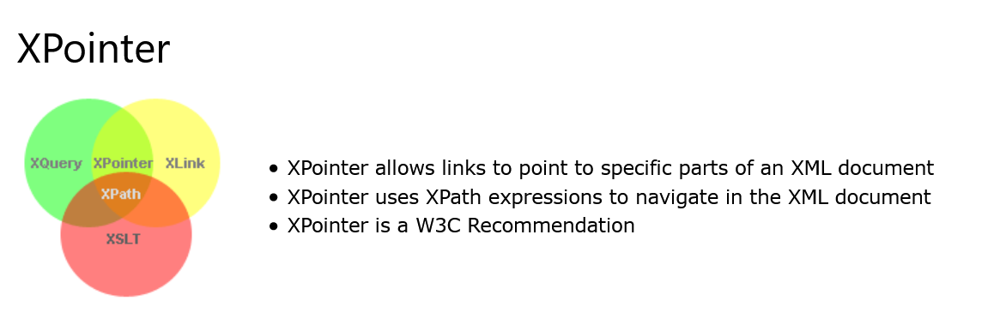 XPointer
XQuery XPointer XLink
XPath
XSLT
• XPointer allows links to point to specific parts of an XML document
• XPointer uses XPath expressions to navigate in the XML document
• XPointer is a W3C Recommendation